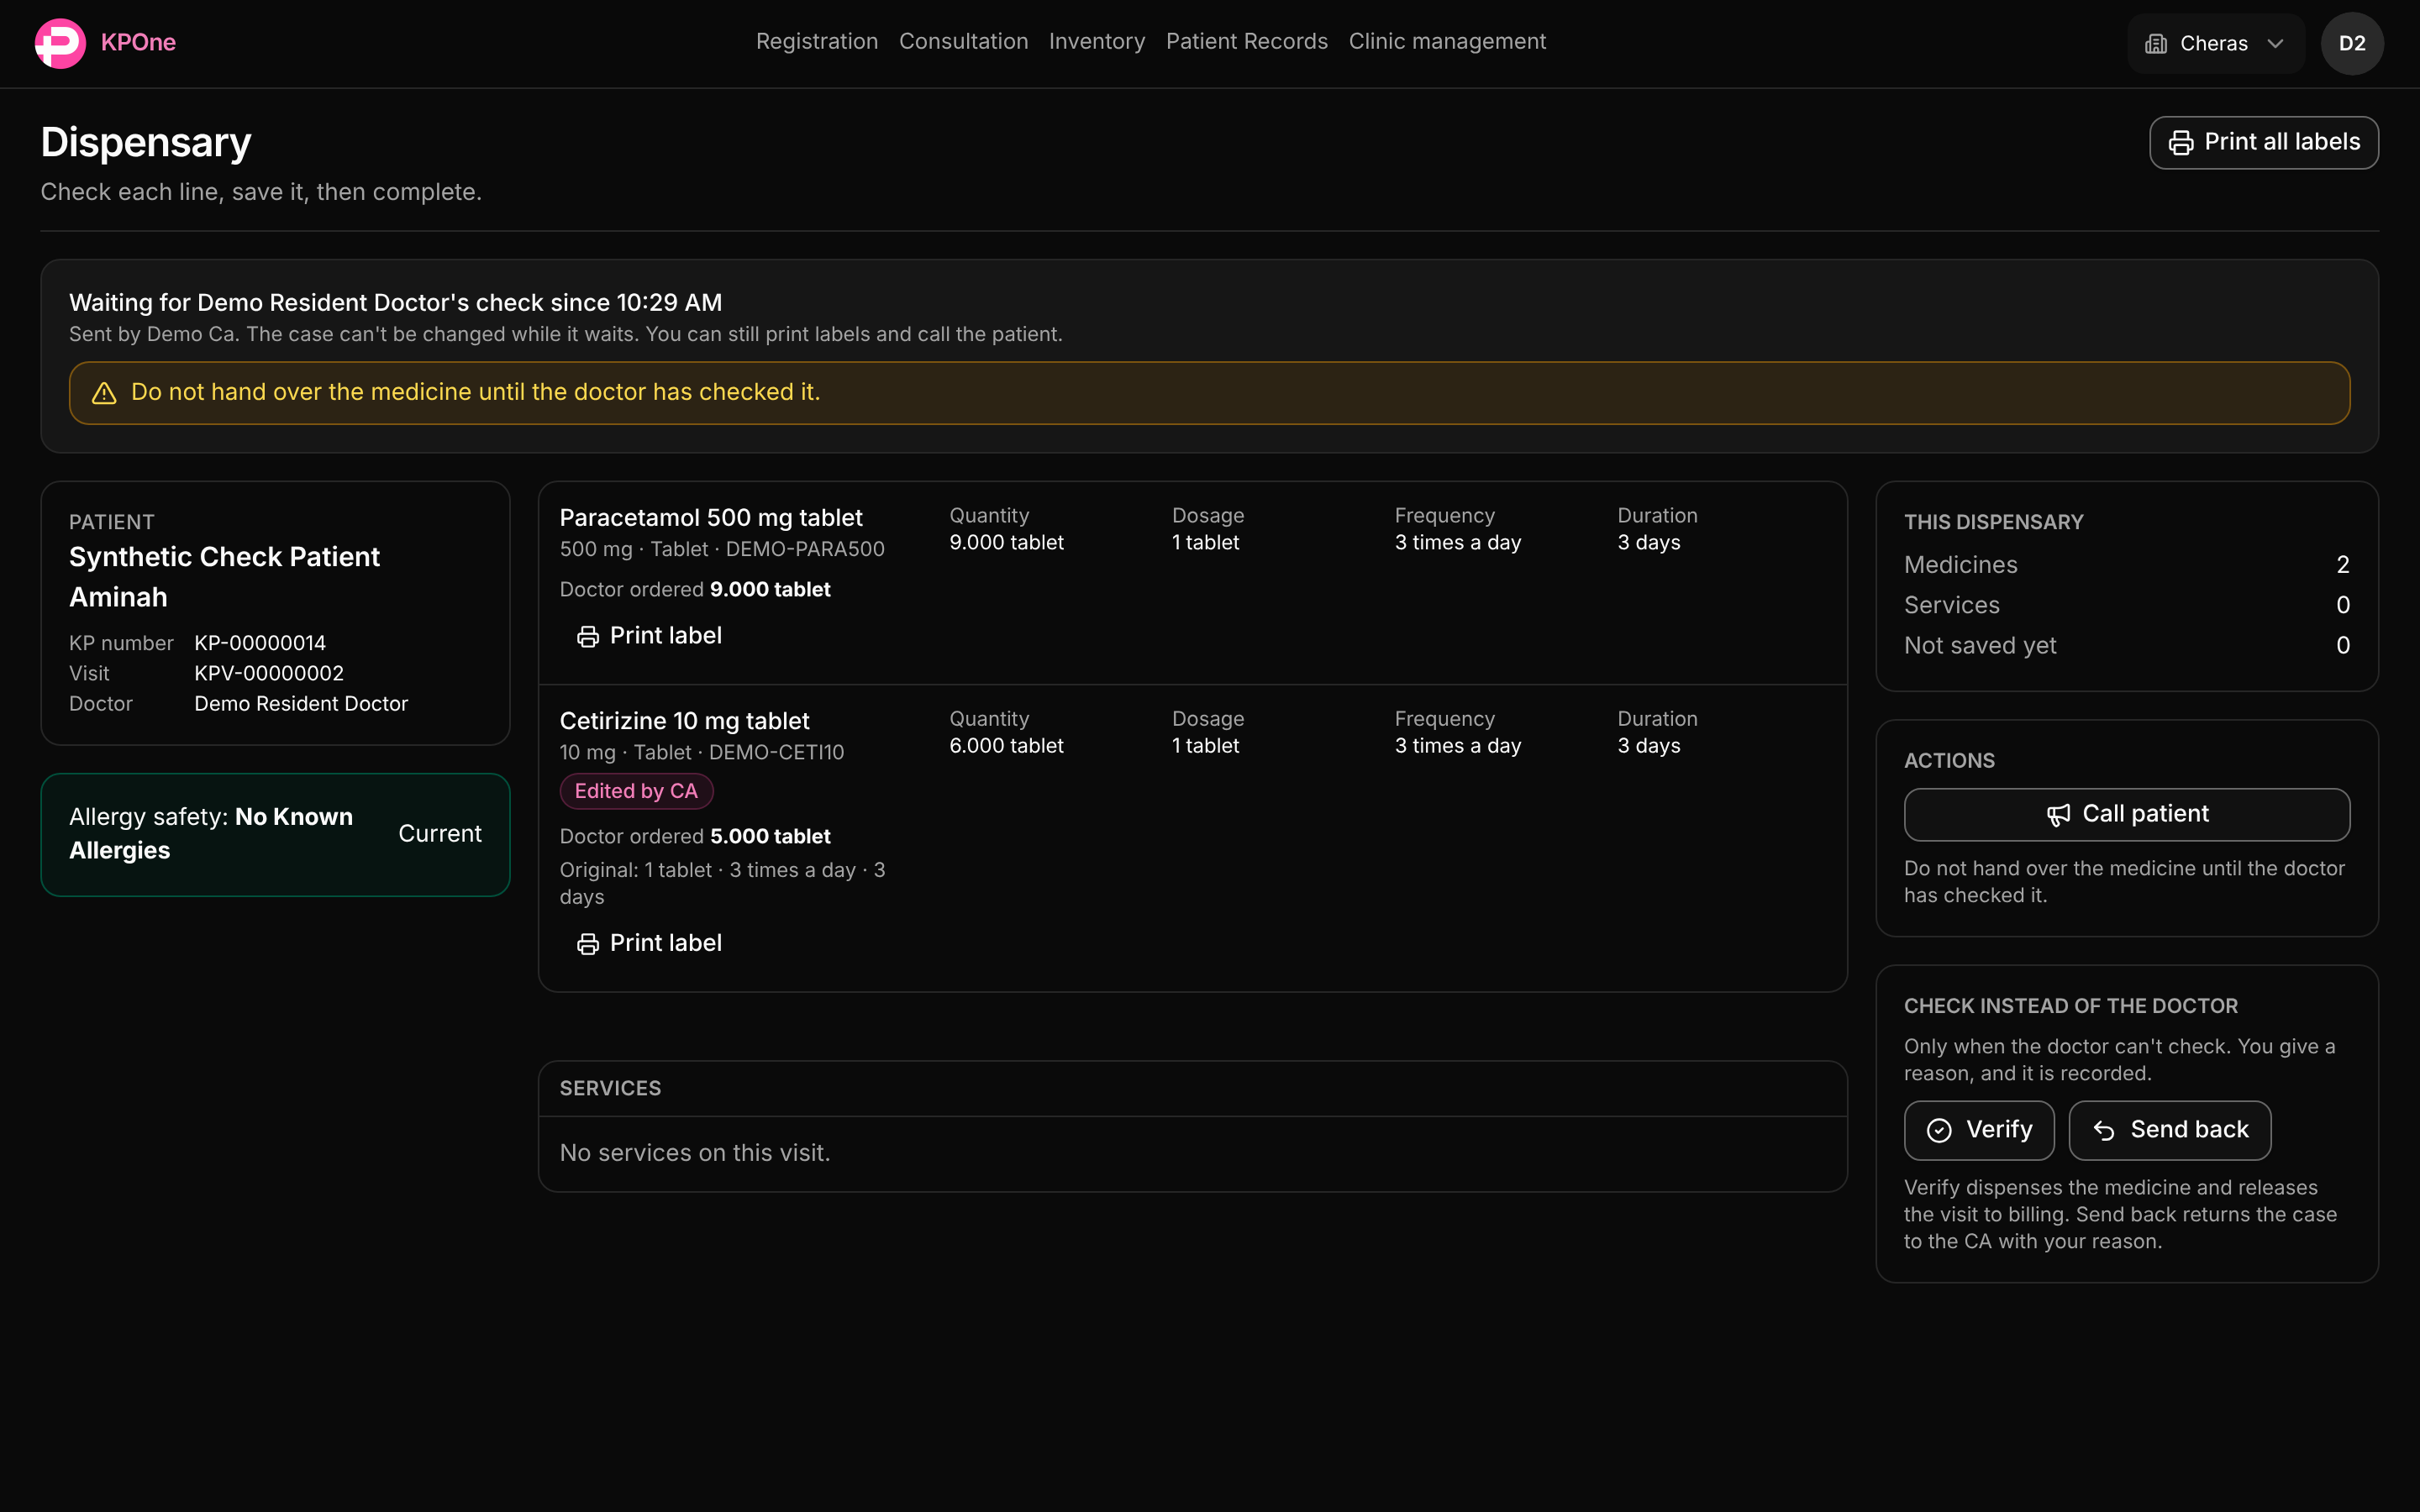 KPOne
Registration
Consultation
Inventory
Patient Records
Clinic management
Cheras
D2
Dispensary
Check each line, save it, then complete.
Print all labels
Waiting for Demo Resident Doctor's check since 10:29 AM
Sent by Demo Ca. The case can't be changed while it waits. You can still print labels and call the patient.
Do not hand over the medicine until the doctor has checked it.
PATIENT
Synthetic Check Patient
Aminah
KP number KP-00000014
Visit KPV-00000002
Doctor Demo Resident Doctor
Allergy safety: No Known
Allergies
Current
Paracetamol 500 mg tablet
500 mg · Tablet · DEMO-PARA500
Doctor ordered 9.000 tablet
Print label
Quantity
9.000 tablet
Dosage
1 tablet
Frequency
3 times a day
Duration
3 days
Cetirizine 10 mg tablet
10 mg · Tablet · DEMO-CETI10
Edited by CA
Doctor ordered 5.000 tablet
Original: 1 tablet · 3 times a day · 3
days
Print label
Quantity
6.000 tablet
Dosage
1 tablet
Frequency
3 times a day
Duration
3 days
SERVICES
No services on this visit.
THIS DISPENSARY
Medicines 2
Services 0
Not saved yet 0
ACTIONS
Call patient
Do not hand over the medicine until the doctor
has checked it.
CHECK INSTEAD OF THE DOCTOR
Only when the doctor can't check. You give a
reason, and it is recorded.
Verify
Send back
Verify dispenses the medicine and releases
the visit to billing. Send back returns the case
to the CA with your reason.